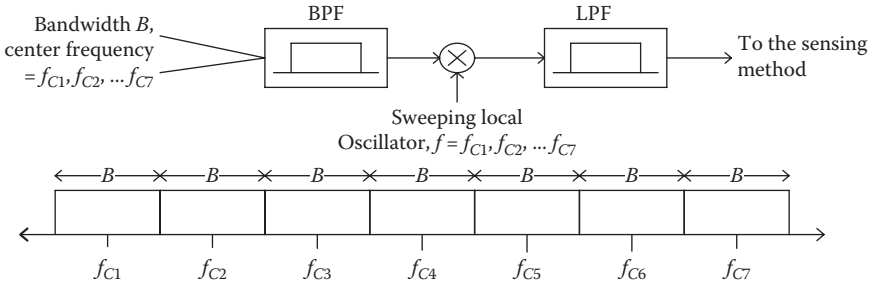 BPF
LPF
Bandwidth B,
center frequency
= fC1, fC2, ... fC7
To the sensing
method
Sweeping local
Oscillator, f = fC1, fC2, ... fC7
B B B B B B B
fC1 fC2 fC3 fC4 fC5 fC6 fC7